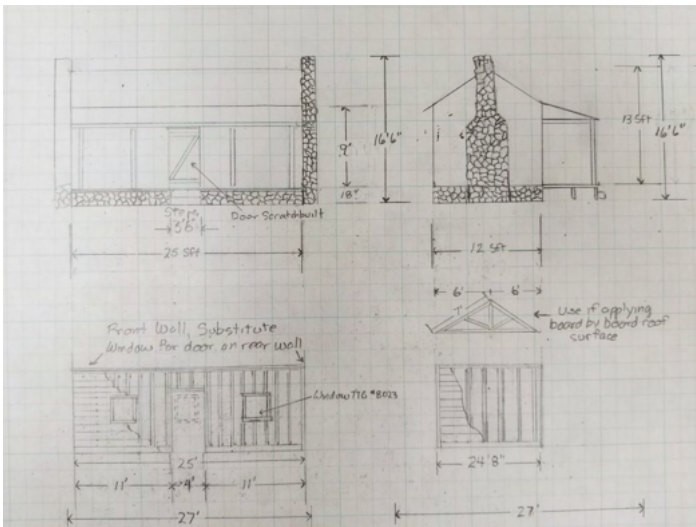 9'
18"
16'6"
13 Sft
16'6"
Steps
3'6"
Door Scratchbuilt
25 Sft
12 Sft
6'
6'
7'
Use if applying
board by board roof
surface
Front Wall, Substitute
Window for door on rear wall
Window TTG #8023
25'
11'
4'
11'
27'
24'8"
27'